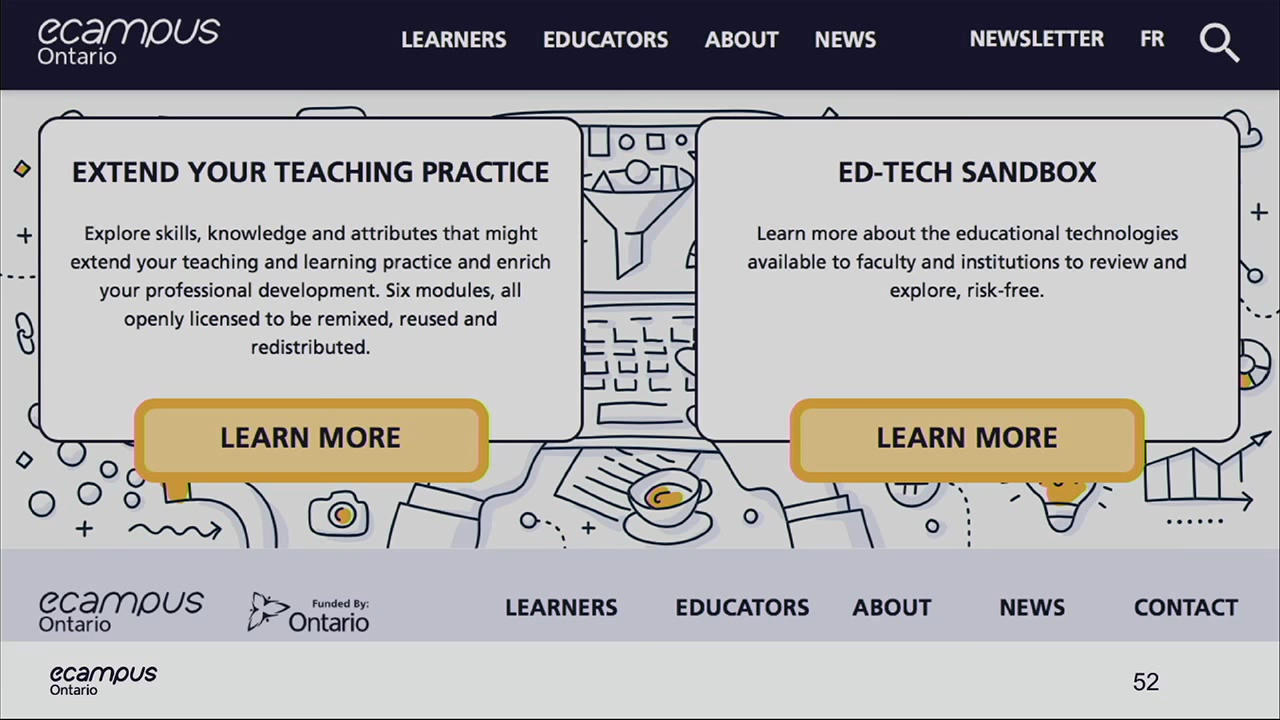 ecampus
Ontario
LEARNERS EDUCATORS ABOUT NEWS NEWSLETTER FR
EXTEND YOUR TEACHING PRACTICE
Explore skills, knowledge and attributes that might
extend your teaching and learning practice and enrich
your professional development. Six modules, all
openly licensed to be remixed, reused and
redistributed.
LEARN MORE
ED-TECH SANDBOX
Learn more about the educational technologies
available to faculty and institutions to review and
explore, risk-free.
LEARN MORE
ecampus
Ontario
Funded By:
Ontario
LEARNERS EDUCATORS ABOUT NEWS CONTACT
ecampus
Ontario
52